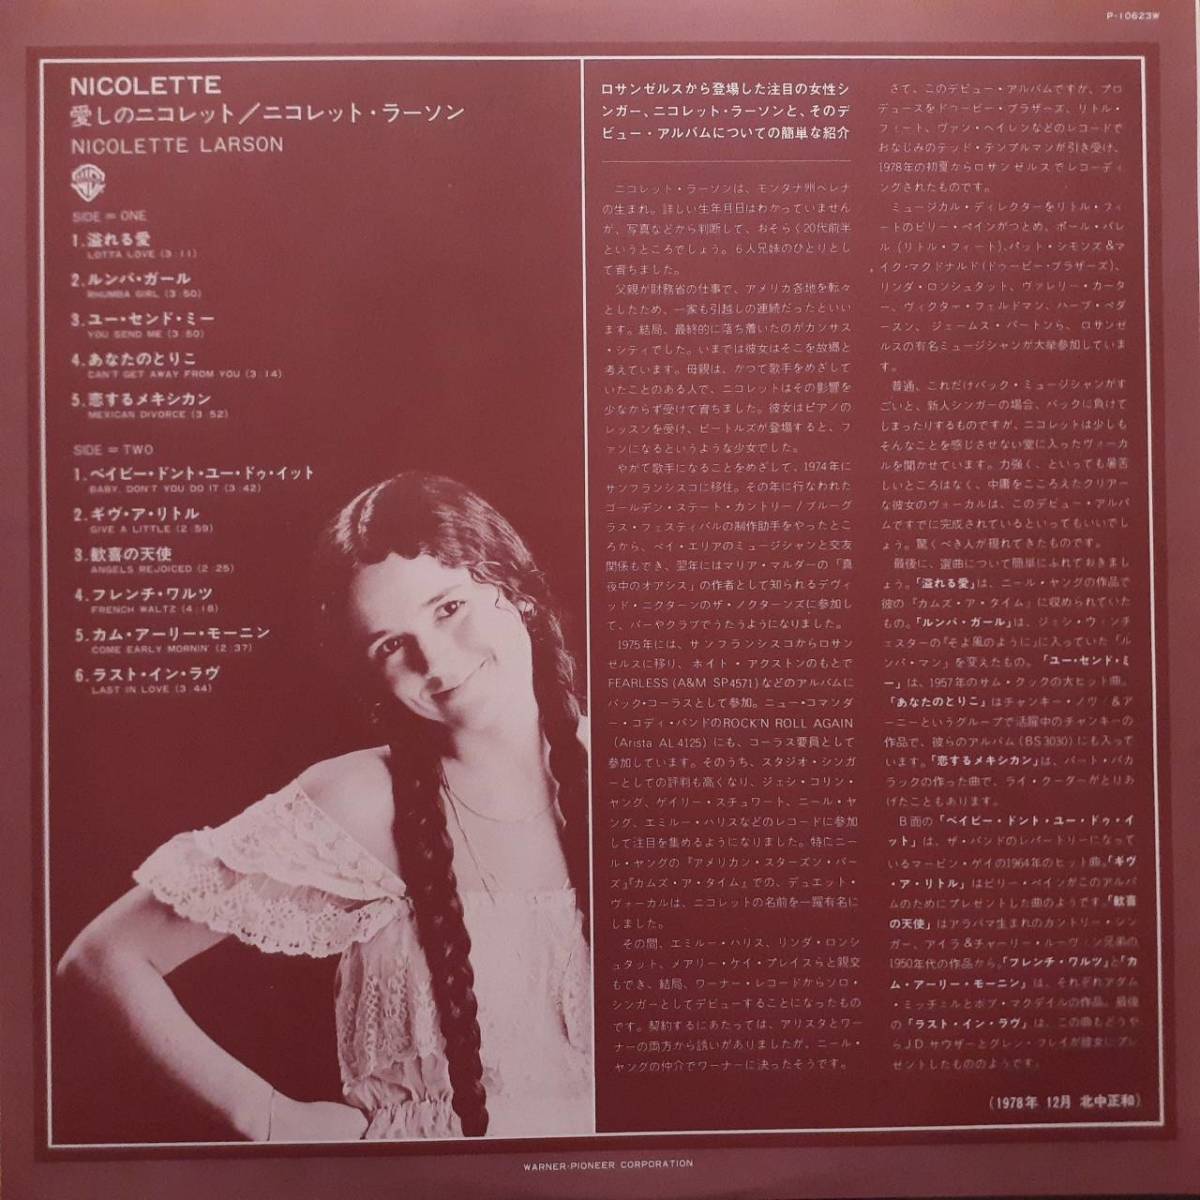 P-10623W
NICOLETTE
愛しのニコレット／ニコレット・ラーソン
NICOLETTE LARSON
SIDE = ONE
1.溢れる愛
LOTTA LOVE (3:11)
2.ルンバ・ガール
RHUMBA GIRL (3:50)
3.ユー・センド・ミー
YOU SEND ME (3:50)
4.あなたのとりこ
CAN'T GET AWAY FROM YOU (3:14)
5.恋するメキシカン
MEXICAN DIVORCE (3:52)
SIDE = TWO
1.ベイビー・ドント・ユー・ドゥ・イット
BABY, DON'T YOU DO IT (3:42)
2.ギヴ・ア・リトル
GIVE A LITTLE (2:59)
3.歓喜の天使
ANGELS REJOICED (2:25)
4.フレンチ・ワルツ
FRENCH WALTZ (4:18)
5.カム・アーリー・モーニン
COME EARLY MORNIN' (2:37)
6.ラスト・イン・ラヴ
LAST IN LOVE (3:44)
ロサンゼルスから登場した注目の女性シ
ンガー、ニコレット・ラーソンと、そのデ
ビュー・アルバムについての簡単な紹介
ニコレット・ラーソンは、モンタナ州ヘレナ
の生まれ。詳しい生年月日はわかっていません
が、写真などから判断して、おそらく20代前半
というところでしょう。6人兄妹のひとりとし
て育ちました。
父親が財務省の仕事で、アメリカ各地を転々
としたため、一家も引越しの連続だったといい
ます。結局、最終的に落ち着いたのがカンサス
・シティでした。いまでは彼女はそこを故郷と
考えています。母親は、かつて歌手をめざして
いたことのある人で、ニコレットはその影響を
少なからず受けて育ちました。彼女はピアノの
レッスンを受け、ビートルズが登場すると、フ
ァンになるというような少女でした。
やがて歌手になることをめざして、1974年に
サンフランシスコに移住。その年に行なわれた
ゴールデン・ステート・カントリー／ブルーグ
ラス・フェスティバルの制作助手をやったとこ
ろから、ベイ・エリアのミュージシャンと交友
関係もでき、翌年にはマリア・マルダーの「真
夜中のオアシス」の作者として知られるデヴィ
ッド・ニクターンのザ・ノクターンズに参加し
て、バーやクラブでうたうようになりました。
1975年には、サンフランシスコからロサン
ゼルスに移り、ホイト・アクストンのもとで
FEARLESS (A&M SP4571)などのアルバムに
バック・コーラスとして参加。ニュー・コマンダ
ー・コディ・バンドのROCK'N ROLL AGAIN
(Arista AL 4125)にも、コーラス要員として
参加しています。そのうち、スタジオ・シンガ
ーとしての評判も高くなり、ジェシ・コリン・
ヤング、ゲイリー・スチュワート、ニール・ヤ
ング、エミルー・ハリスなどのレコードに参加
して注目を集めるようになりました。特にニー
ル・ヤングの『アメリカン・スターズン・バー
ズ』『カムズ・ア・タイム』での、デュエット・
ヴォーカルは、ニコレットの名前を一躍有名に
しました。
その間、エミルー・ハリス、リンダ・ロンシ
ュタット、メアリー・ケイ・プレイスらと親交
もでき、結局、ワーナー・レコードからソロ・
シンガーとしてデビューすることになったもの
です。契約するにあたっては、アリスタとワー
ナーの両方から誘いがありましたが、ニール・
ヤングの仲介でワーナーに決ったそうです。
さて、このデビュー・アルバムですが、プロ
デュースをドゥービー・ブラザーズ、リトル・
フィート、ヴァン・ヘイレンなどのレコードで
おなじみのテッド・テンプルマンが引き受け、
1978年の初夏からロサンゼルスでレコーディ
ングされたものです。
ミュージカル・ディレクターをリトル・フィ
ートのビリー・ペインがつとめ、ポール・バレ
ル(リトル・フィート)、パット・シモンズ&マ
イク・マクドナルド(ドゥービー・ブラザーズ)、
リンダ・ロンシュタット、ヴァレリー・カータ
ー、ヴィクター・フェルドマン、ハーブ・ペダ
ースン、ジェームス・バートンら、ロサンゼ
ルスの有名ミュージシャンが大挙参加していま
す。
普通、これだけバック・ミュージシャンがす
ごいと、新人シンガーの場合、バックに負けて
しまったりするものですが、ニコレットは少しも
そんなことを感じさせない堂に入ったヴォーカ
ルを聞かせています。力強く、といっても暑苦
しいところはなく、中庸をこころえたクリアー
な彼女のヴォーカルは、このデビュー・アルバ
ムですでに完成されているといってもいいでし
ょう。驚くべき人が現れてきたものです。
最後に、選曲について簡単にふれておきまし
ょう。「溢れる愛」は、ニール・ヤングの作品で
彼の『カムズ・ア・タイム』に収められていた
もの。「ルンバ・ガール」は、ジェシ・ウィンチ
ェスターの『そよ風のように』に入っていた「ル
ンバ・マン」を変えたもの。「ユー・センド・ミ
ー」は、1957年のサム・クックの大ヒット曲。
「あなたのとりこ」はチャンキー・ノヴィ&ア
ーニーというグループで活躍中のチャンキーの
作品で、彼らのアルバム(BS 3030)にも入って
います。「恋するメキシカン」は、バート・バカ
ラックの作った曲で、ライ・クーダーがとりあ
げたこともあります。
B面の「ベイビー・ドント・ユー・ドゥ・イ
ット」は、ザ・バンドのレパートリーになって
いるマービン・ゲイの1964年のヒット曲。「ギヴ
・ア・リトル」はビリー・ペインがこのアルバ
ムのためにプレゼントした曲のようです。「歓喜
の天使」はアラバマ生まれのカントリー・シン
ガー、アイラ&チャーリー・ルーヴィン兄弟の
1950年代の作品から。「フレンチ・ワルツ」と「カ
ム・アーリー・モーニン」は、それぞれアダム
・ミッチェルとボブ・マクデイルの作品。最後
の「ラスト・イン・ラヴ」は、この曲もどうや
らJ.D.サウザーとグレン・フレイが彼女にプレ
ゼントしたもののようです。
(1978年 12月 北中正和)
WARNER-PIONEER CORPORATION